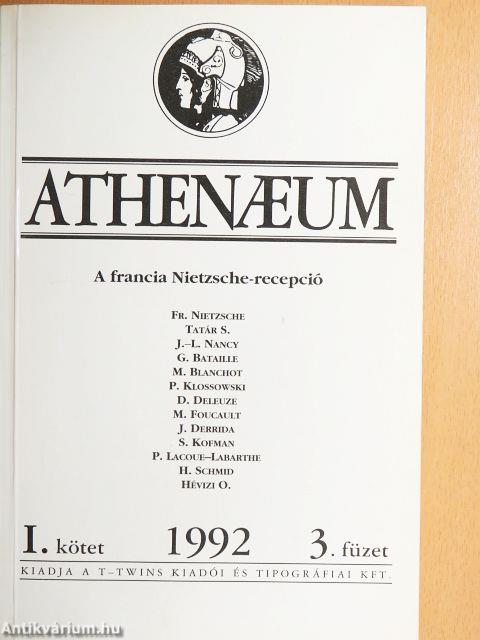 ATHENÆUM
A francia Nietzsche-recepció
FR. NIETZSCHE
TATÁR S.
J.–L. NANCY
G. BATAILLE
M. BLANCHOT
P. KLOSSOWSKI
D. DELEUZE
M. FOUCAULT
J. DERRIDA
S. KOFMAN
P. LACOUE–LABARTHE
H. SCHMID
HÉVIZI O.
I. kötet 1992 3. füzet
KIADJA A T–TWINS KIADÓI ÉS TIPOGRÁFIAI KFT.
Antikvárium.hu